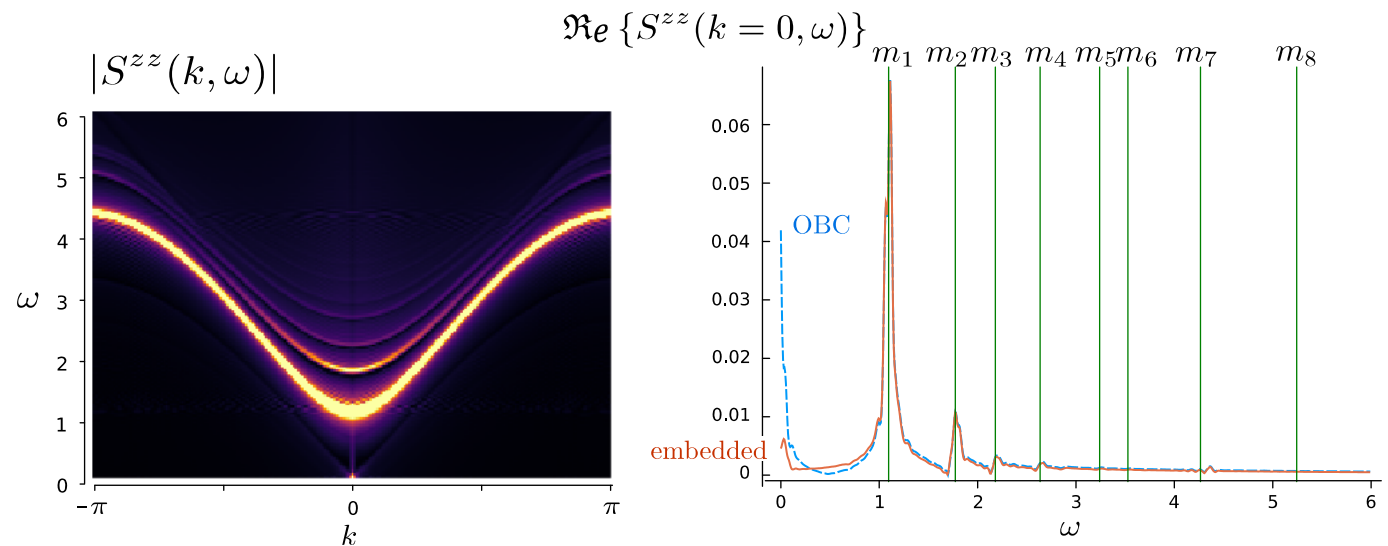 ℜe {S^{zz}(k = 0, ω)}
|S^{zz}(k, ω)|
m_1 m_2 m_3 m_4 m_5 m_6 m_7 m_8
6
5
4
3
2
1
0
ω
−π 0 π
k
0.06
0.05
0.04
0.03
0.02
0.01
0
OBC
embedded
0 1 2 3 4 5 6
ω